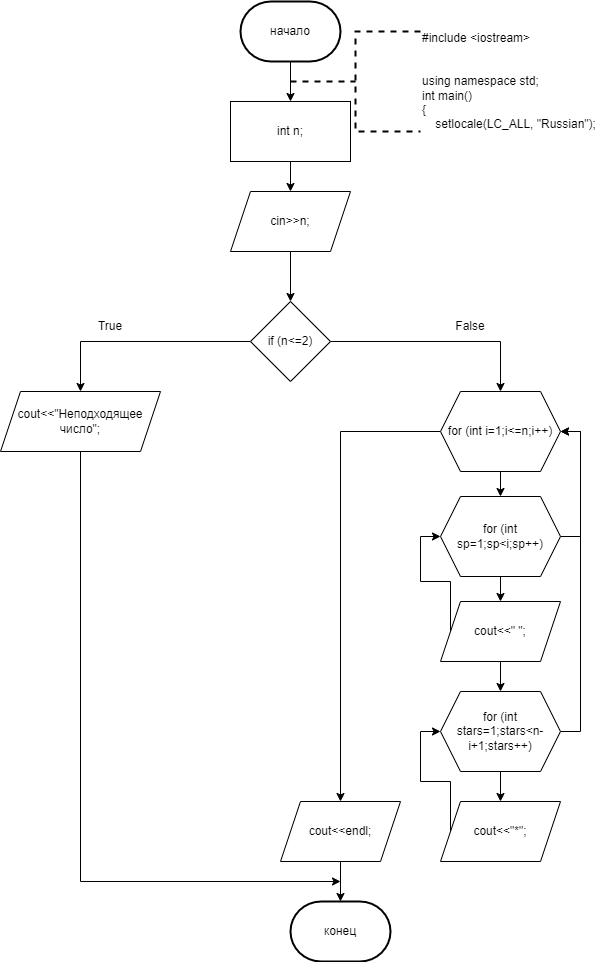 начало
#include <iostream>
using namespace std;
int main()
{
setlocale(LC_ALL, "Russian");
int n;
cin>>n;
if (n<=2)
True
False
cout<<"Неподходящее
число";
for (int i=1;i<=n;i++)
for (int
sp=1;sp<i;sp++)
cout<<" ";
for (int
stars=1;stars<n-
i+1;stars++)
cout<<"*";
cout<<endl;
конец